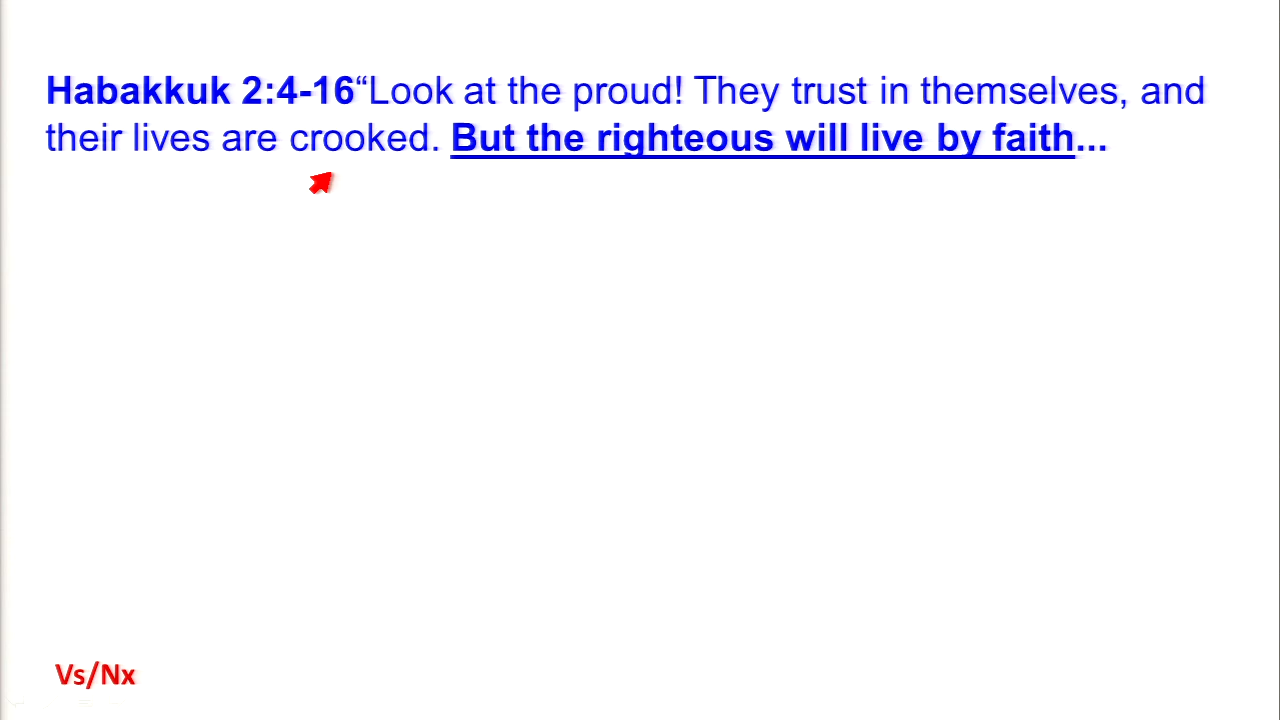 Habakkuk 2:4-16“Look at the proud! They trust in themselves, and
their lives are crooked. But the righteous will live by faith...
Vs/Nx